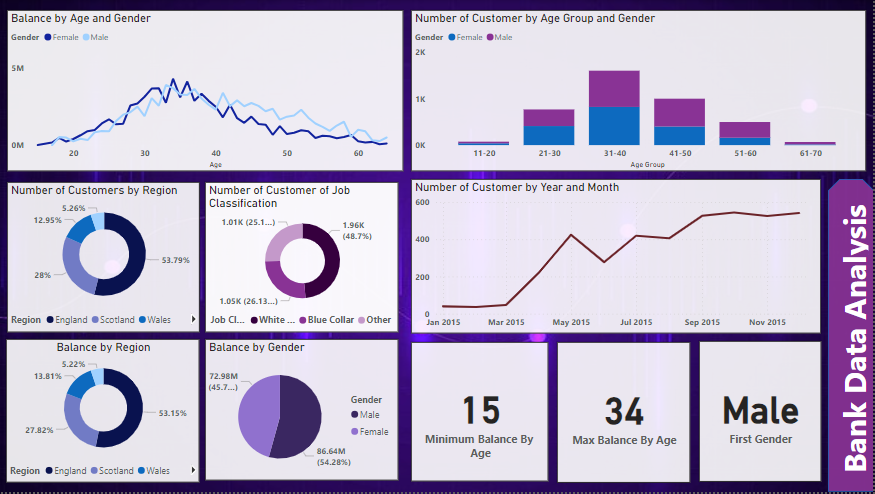 Balance by Age and Gender
Gender Female Male
5M
0M
20 30 40 50 60
Age
Number of Customer by Age Group and Gender
Gender Female Male
2K
1K
0K
11-20 21-30 31-40 41-50 51-60 61-70
Age Group
Number of Customers by Region
5.26%
12.95%
53.79%
28%
Region England Scotland Wales
Number of Customer of Job
Classification
1.01K (25.1...)
1.96K
(48.7%)
1.05K (26.13...)
Job Cl... White ... Blue Collar Other
Number of Customer by Year and Month
600
400
200
0
Jan 2015 Mar 2015 May 2015 Jul 2015 Sep 2015 Nov 2015
Bank Data Analysis
Balance by Region
5.22%
13.81%
53.15%
27.82%
Region England Scotland Wales
Balance by Gender
72.98M
(45.7...)
Gender
Male
Female
86.64M
(54.28%)
15
Minimum Balance By
Age
34
Max Balance By Age
Male
First Gender